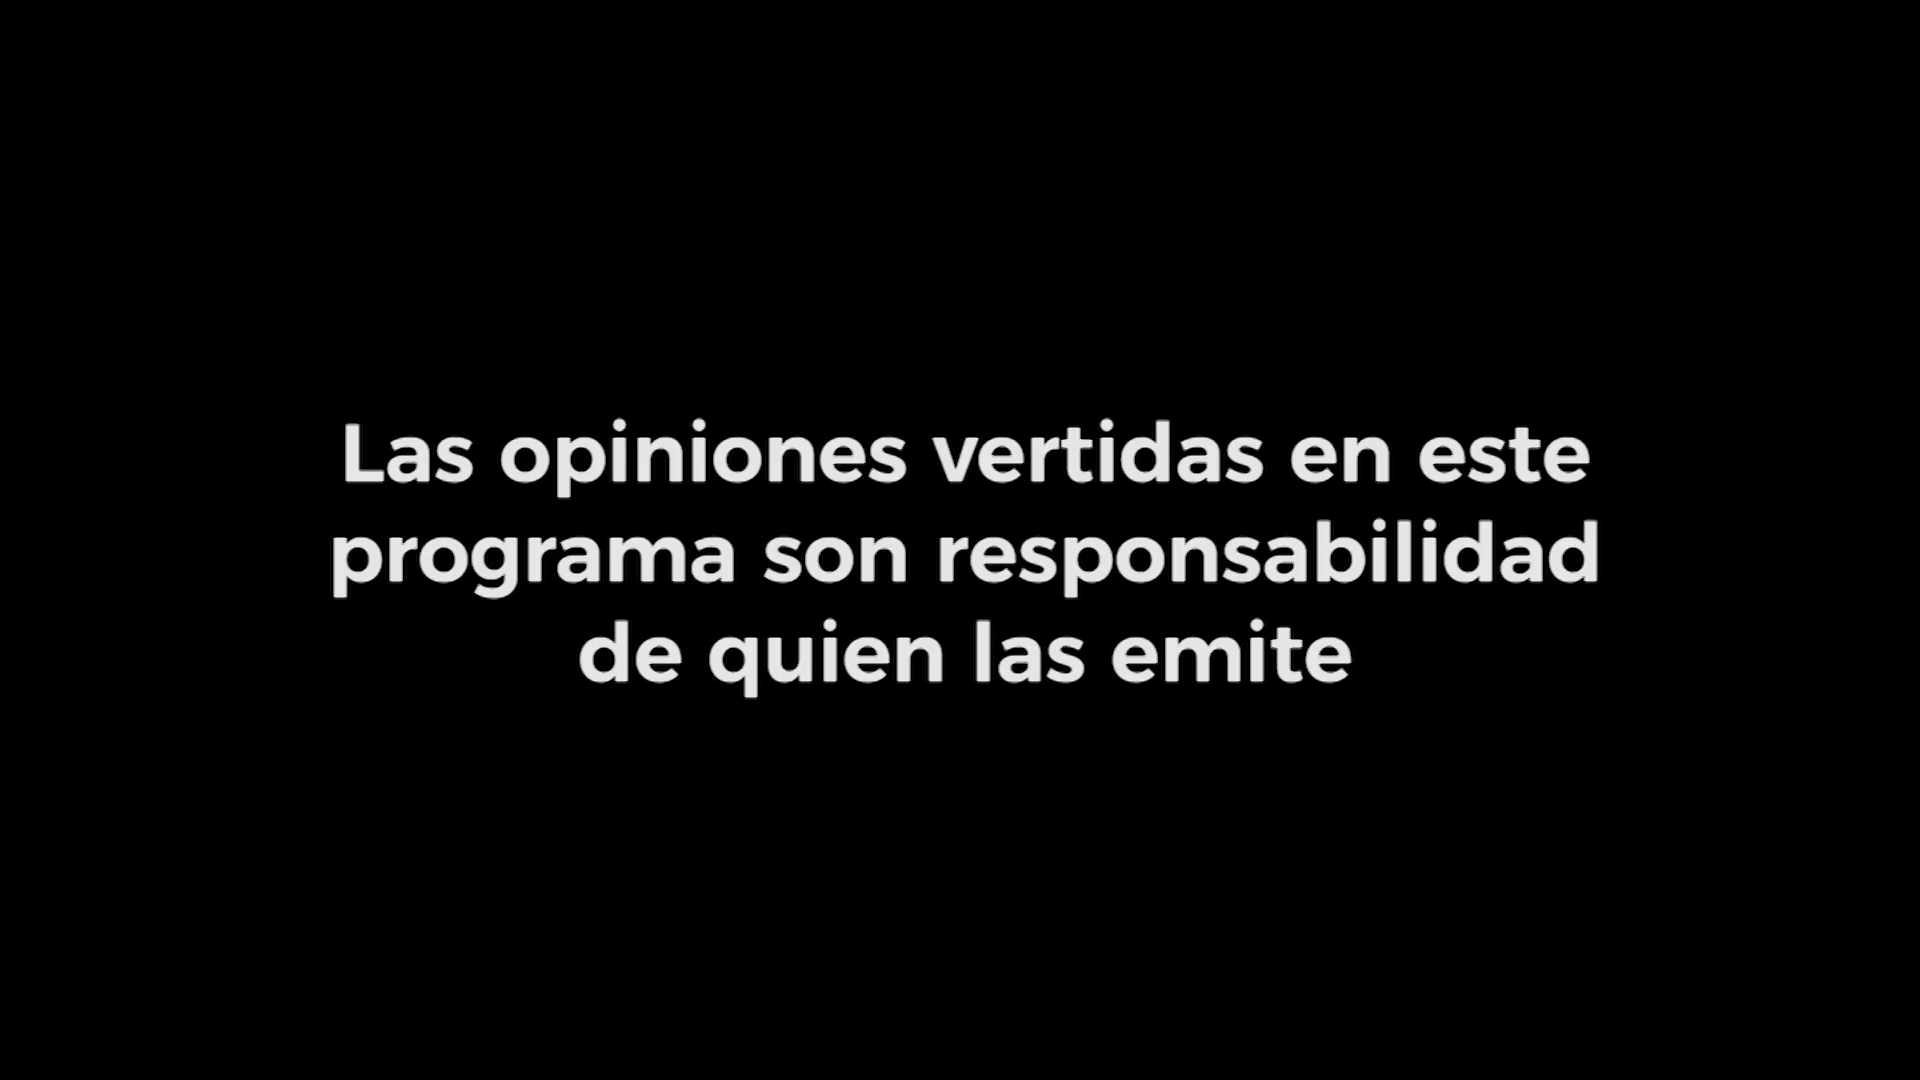 Las opiniones vertidas en este
programa son responsabilidad
de quien las emite